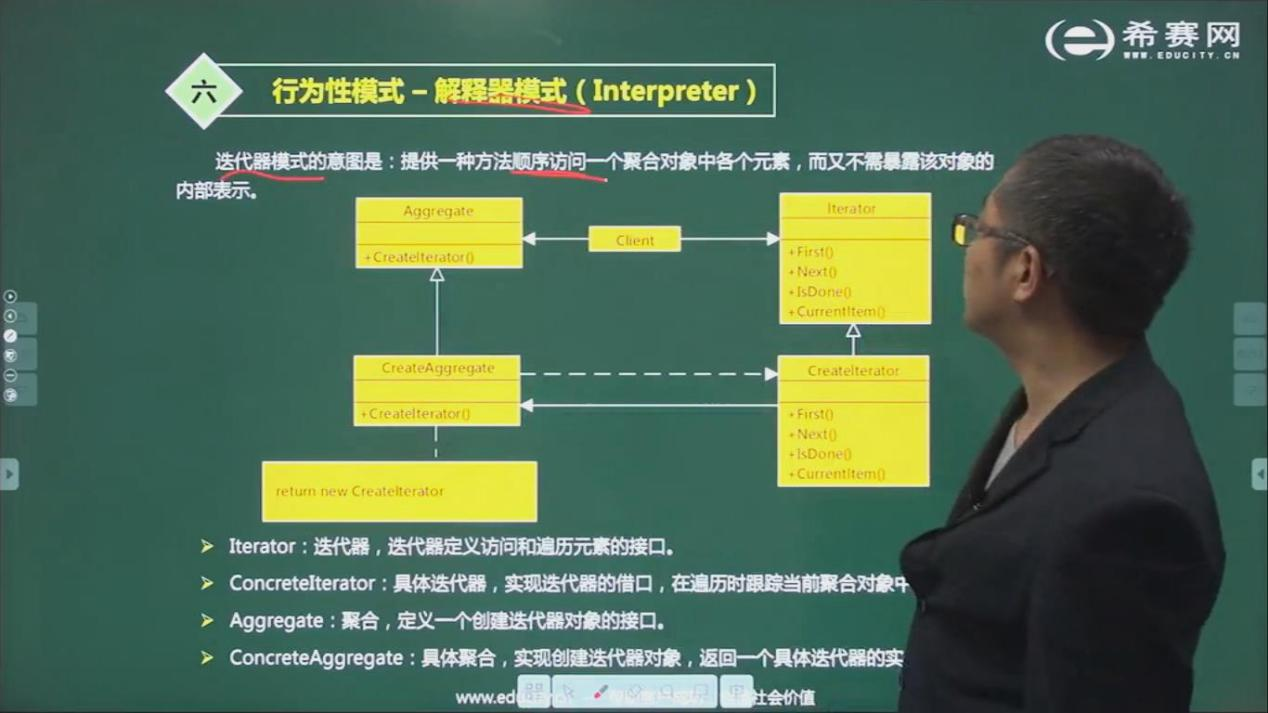 希赛网
WWW.EDUCITY.CN
六
行为性模式 – 解释器模式（Interpreter）
迭代器模式的意图是：提供一种方法顺序访问一个聚合对象中各个元素，而又不需暴露该对象的
内部表示。
Aggregate
+CreateIterator()
Client
Iterator
+First()
+Next()
+IsDone()
+CurrentItem()
CreateAggregate
+CreateIterator()
CreateIterator
+First()
+Next()
+IsDone()
+CurrentItem()
return new CreateIterator
Iterator：迭代器，迭代器定义访问和遍历元素的接口。
ConcreteIterator：具体迭代器，实现迭代器的借口，在遍历时跟踪当前聚合对象中
Aggregate：聚合，定义一个创建迭代器对象的接口。
ConcreteAggregate：具体聚合，实现创建迭代器对象，返回一个具体迭代器的实
社会价值